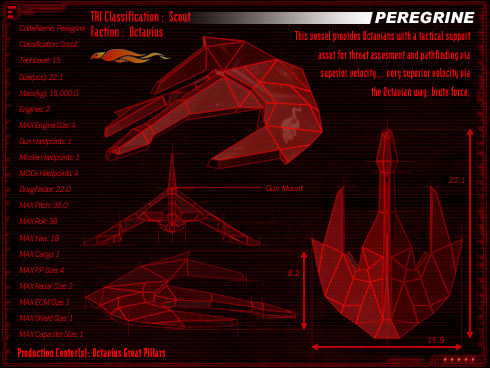 TRI Classification : Scout
PEREGRINE
Faction : Octavius
This vessel provides Octavians with a tactical support
asset for threat assesment and pathfinding via
superior velocity.... very superior velocity via
the Octavian way: brute force.
CodeName: Peregrine
Classification: Scout
TechLevel: 15
Size(m): 22.1
Mass(kg): 18,000.0
Engines: 2
MAX Engine Size: 4
Gun Hardpoints: 1
Missile Hardpoints: 1
MODs Hardpoints: 4
Drag Factor: 22.0
MAX Pitch: 36.0
MAX Roll: 38
MAX Yaw: 18
MAX Cargo: 1
MAX PP Size: 4
MAX Radar Size: 2
MAX ECM Size: 1
MAX Shield Size: 1
MAX Capacitor Size: 1
Gun Mount
22.1
8.2
15.9
Production Center(s): Octavius Great Pillars